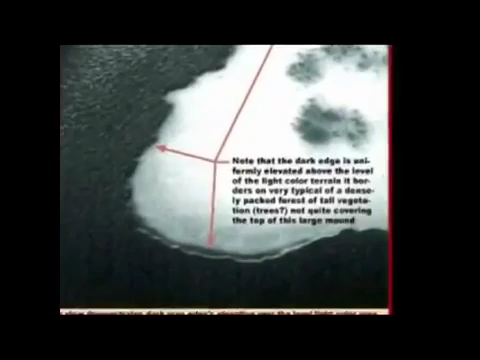 Note that the dark edge is uni-
formly elevated above the level
of the light color terrain it bor-
ders on very typical of a dense-
ly packed forest of tall vegeta-
tion (trees?) not quite covering
the top of this large mound